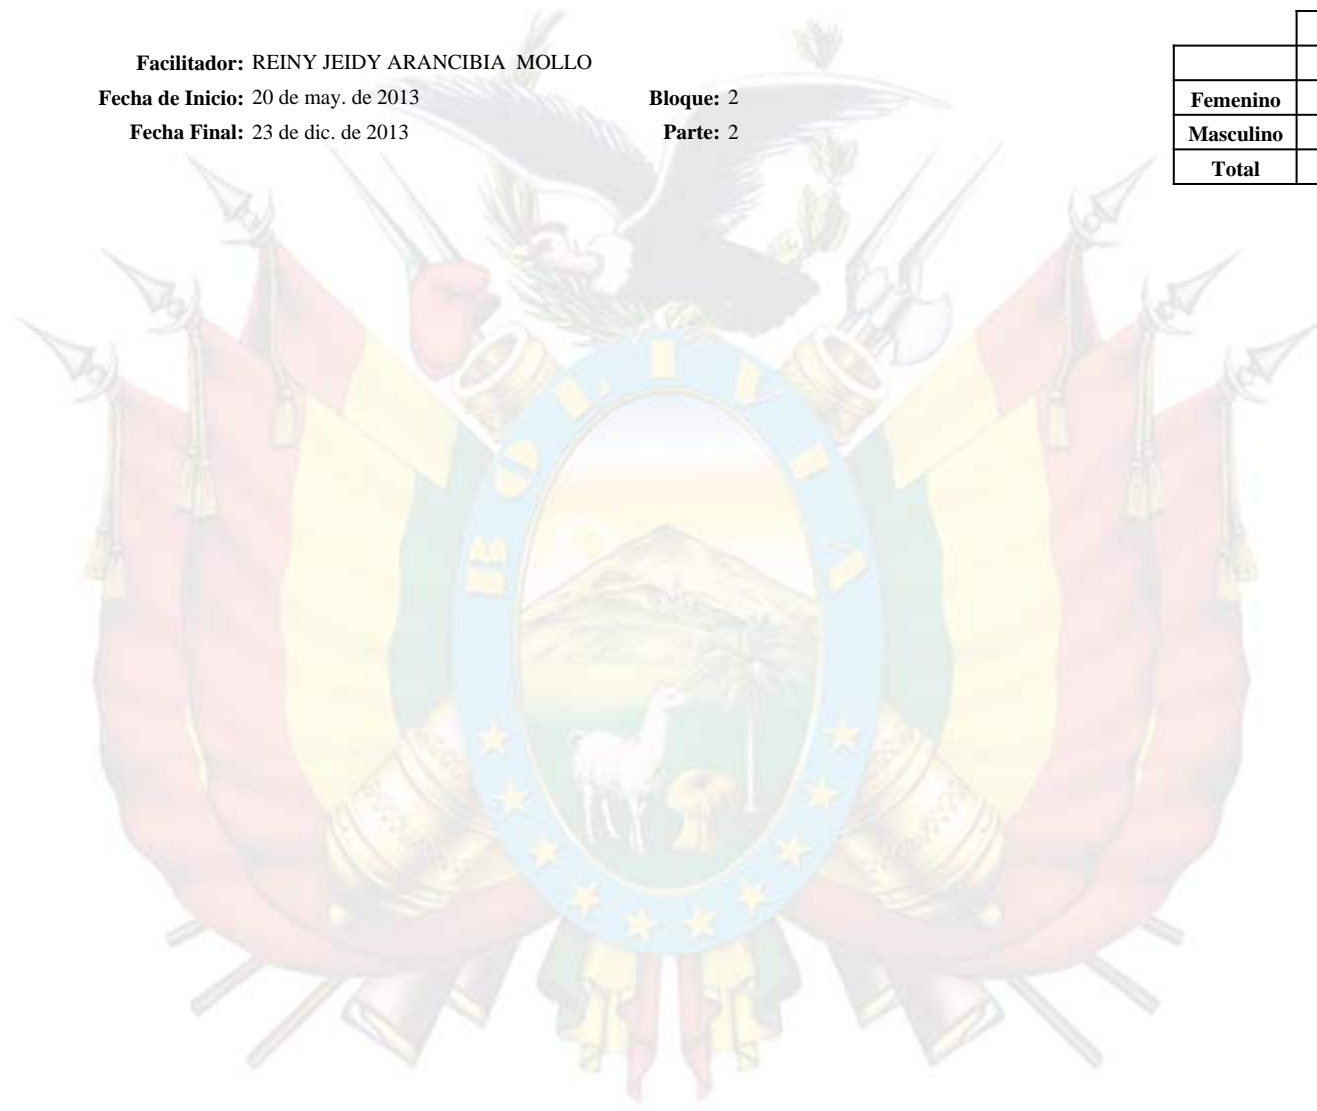 Facilitador: REINY JEIDY ARANCIBIA MOLLO
Fecha de Inicio: 20 de may. de 2013 Bloque: 2
Fecha Final: 23 de dic. de 2013 Parte: 2
Femenino
Masculino
Total
BOLIVIA